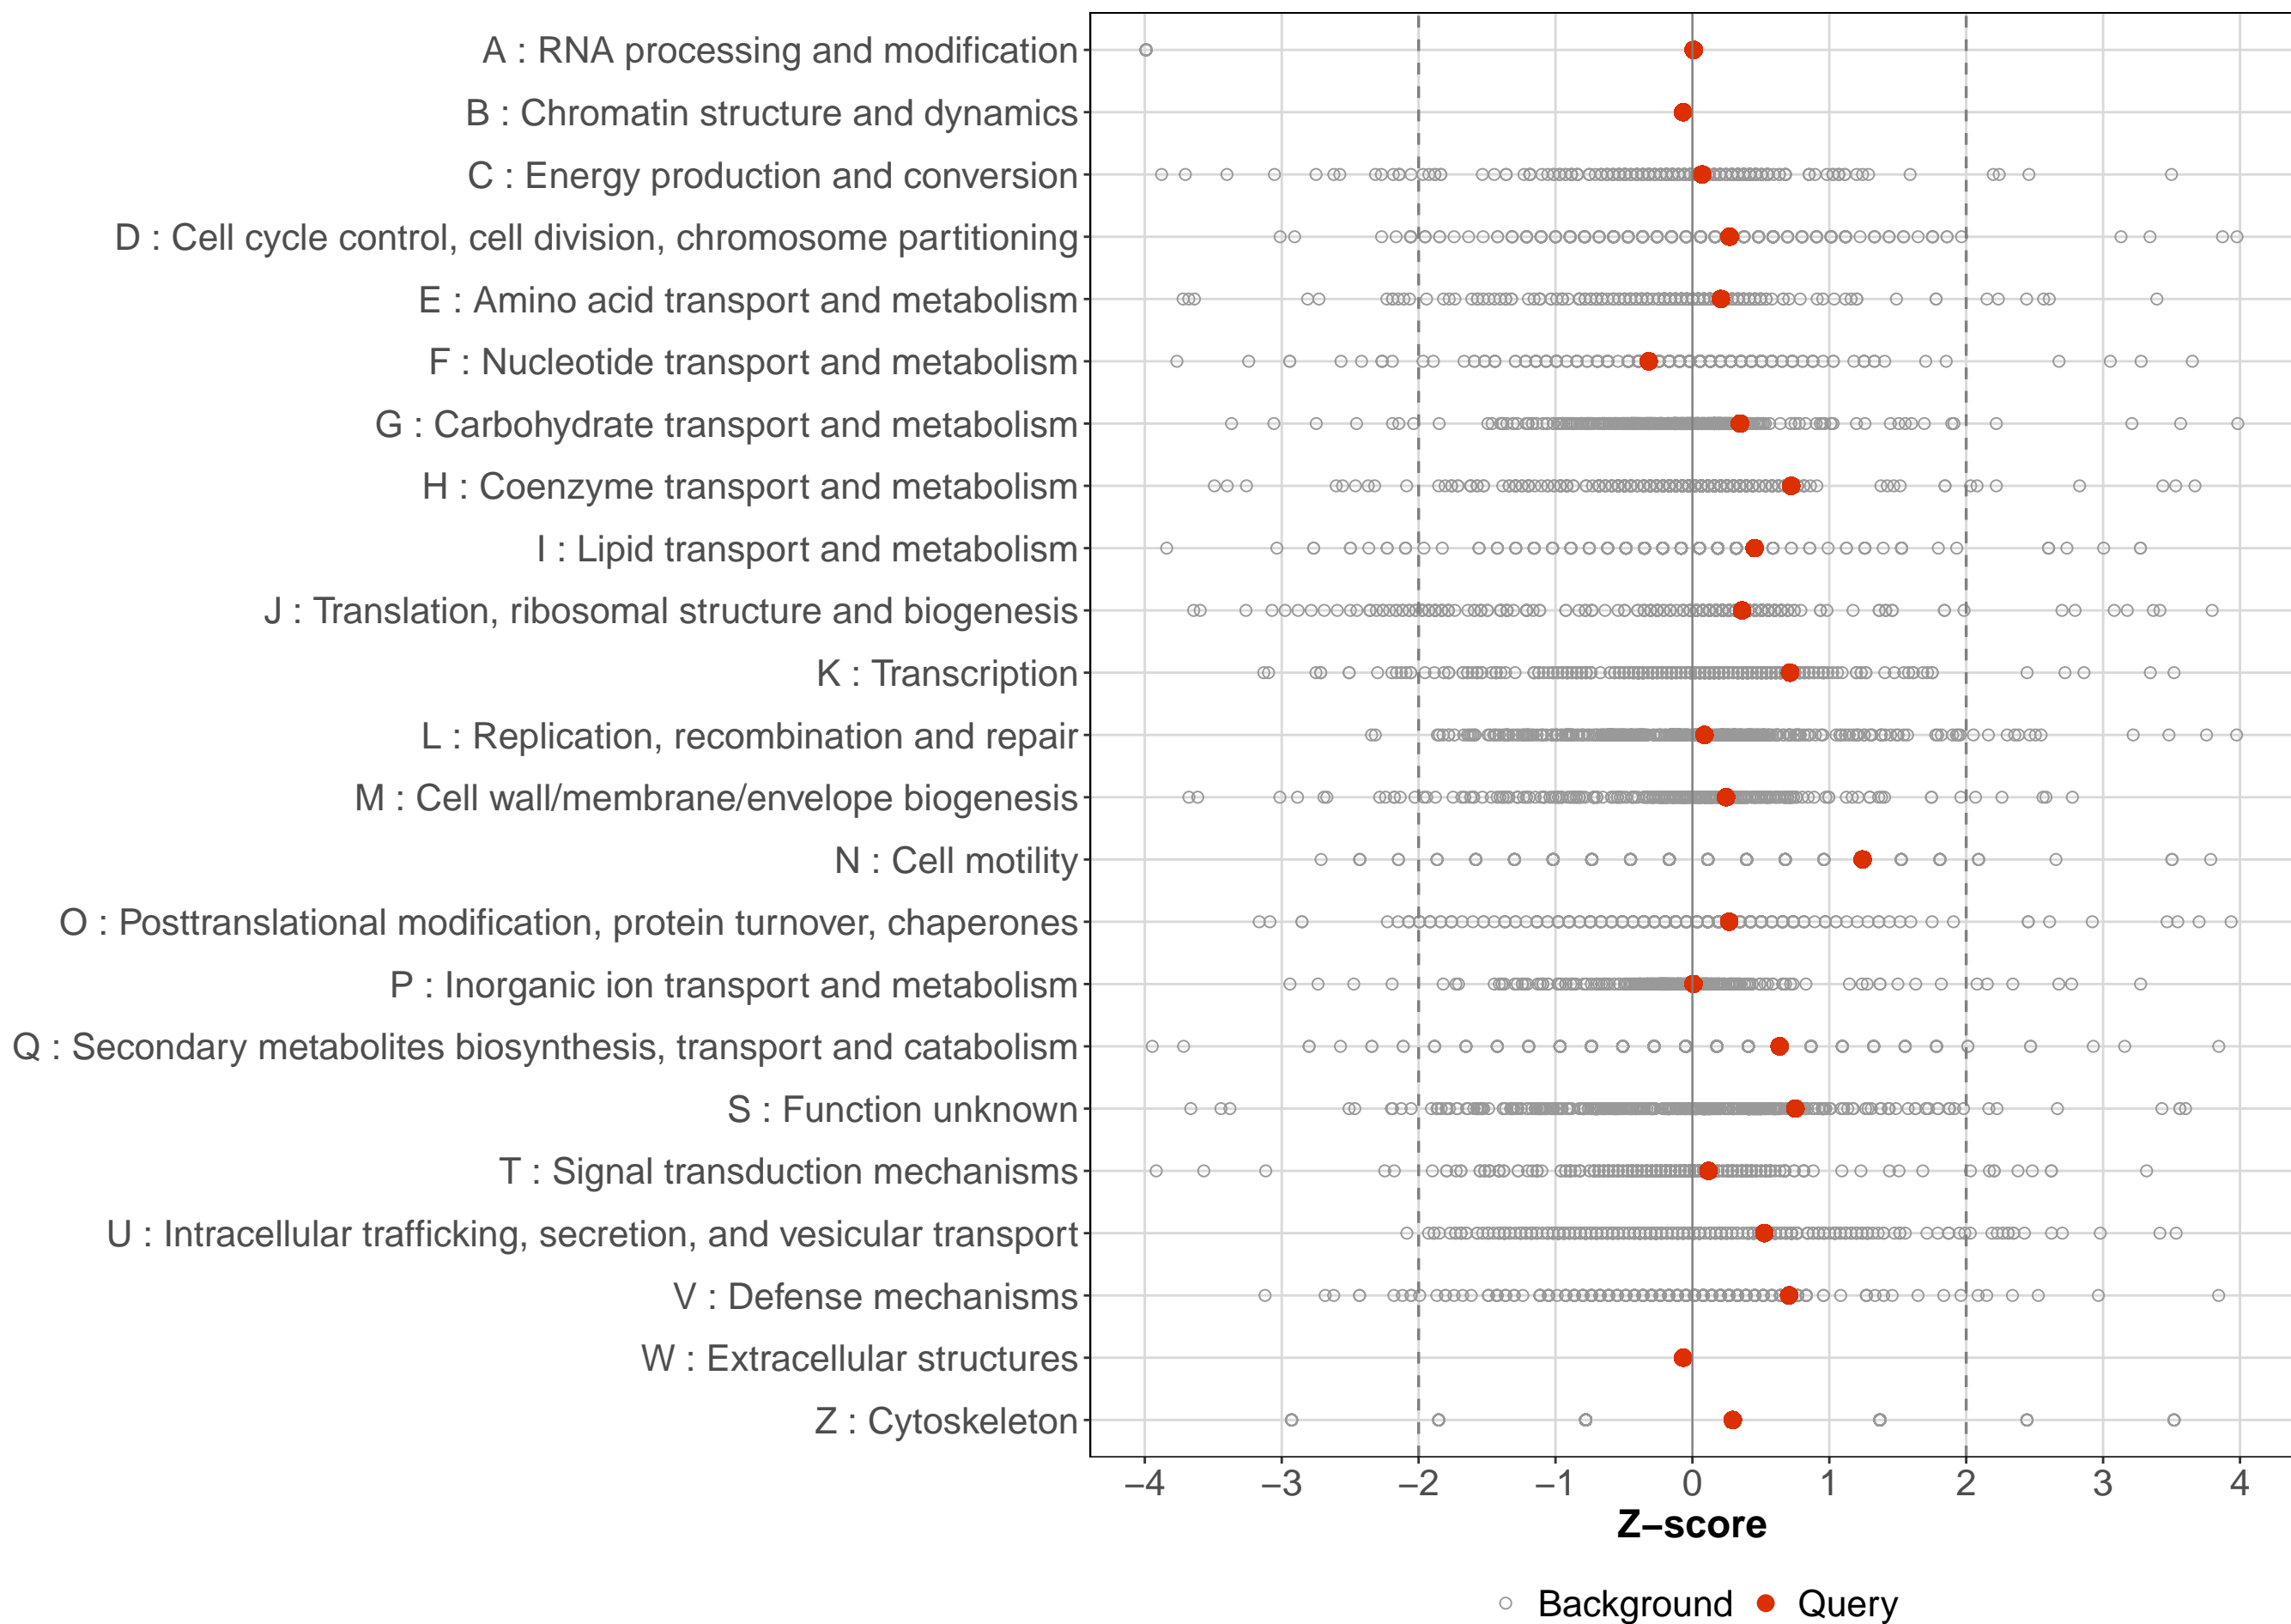 A : RNA processing and modification
B : Chromatin structure and dynamics
C : Energy production and conversion
D : Cell cycle control, cell division, chromosome partitioning
E : Amino acid transport and metabolism
F : Nucleotide transport and metabolism
G : Carbohydrate transport and metabolism
H : Coenzyme transport and metabolism
I : Lipid transport and metabolism
J : Translation, ribosomal structure and biogenesis
K : Transcription
L : Replication, recombination and repair
M : Cell wall/membrane/envelope biogenesis
N : Cell motility
O : Posttranslational modification, protein turnover, chaperones
P : Inorganic ion transport and metabolism
Q : Secondary metabolites biosynthesis, transport and catabolism
S : Function unknown
T : Signal transduction mechanisms
U : Intracellular trafficking, secretion, and vesicular transport
V : Defense mechanisms
W : Extracellular structures
Z : Cytoskeleton
−4 −3 −2 −1 0 1 2 3 4
Z−score
Background Query